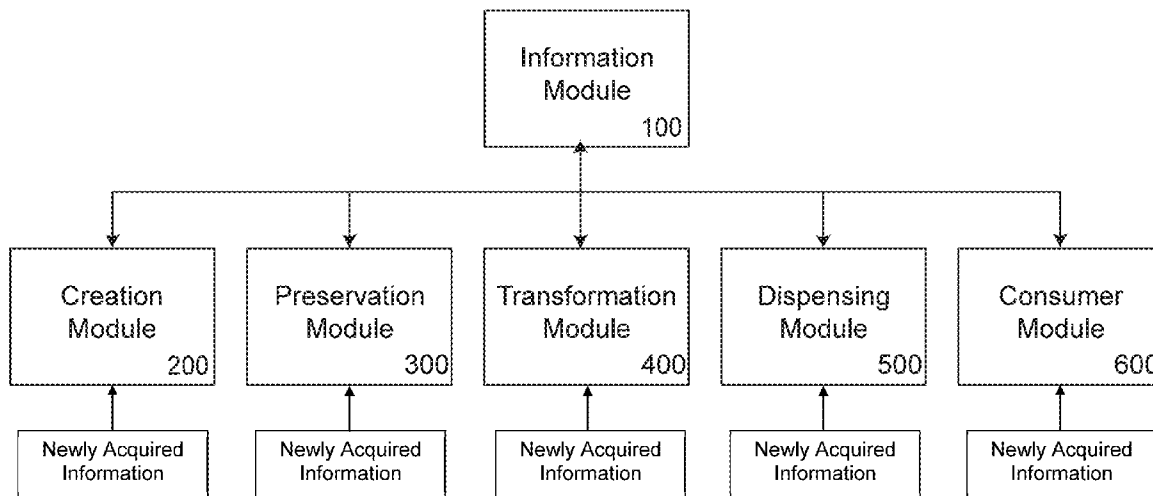 Information
Module
100
Creation
Module
200
Preservation
Module
300
Transformation
Module
400
Dispensing
Module
500
Consumer
Module
600
Newly Acquired
Information
Newly Acquired
Information
Newly Acquired
Information
Newly Acquired
Information
Newly Acquired
Information